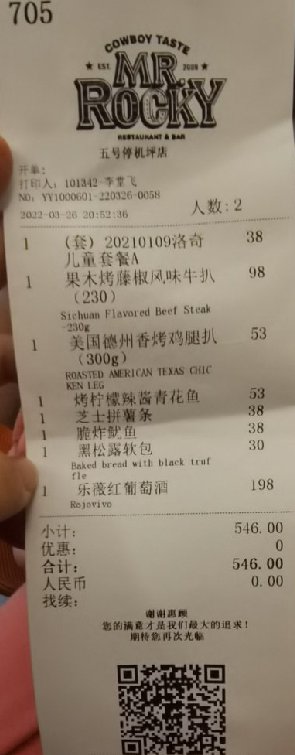 705
COWBOY TASTE
EST. 2009
MR.
ROCKY
RESTAURANT & BAR
五号停机坪店
开单:
打印人: 101342-李堂飞
NO: YY1000601-220326-0058
2022-03-26 20:52:36 人数: 2
1 (套) 20210109洛奇 38
儿童套餐A
1 果木烤藤椒风味牛扒 98
(230)
Sichuan Flavored Beef Steak
-230g
1 美国德州香烤鸡腿扒 53
(300g)
ROASTED AMERICAN TEXAS CHIC
KEN LEG
1 烤柠檬辣酱青花鱼 53
1 芝士拼薯条 38
1 脆炸鱿鱼 38
1 黑松露软包 30
Baked bread with black truf
fle
1 乐薇红葡萄酒 198
Rojovivo
小计: 546.00
优惠: 0
合计: 546.00
人民币 0.00
找续:
谢谢惠顾
您的满意才是我们最大的追求!
期待您再次光临